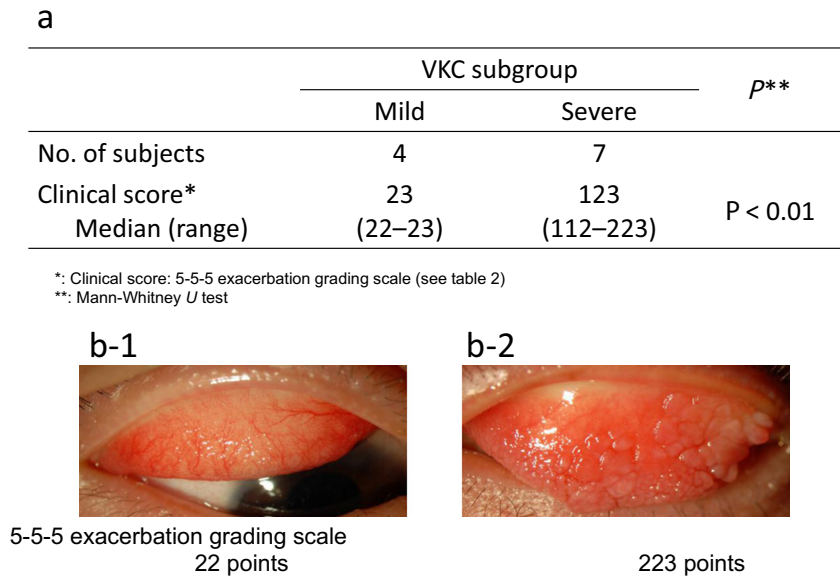 a
VKC subgroup
P**
Mild Severe
No. of subjects 4 7
Clinical score* 23 123
P < 0.01
Median (range) (22–23) (112–223)
*: Clinical score: 5-5-5 exacerbation grading scale (see table 2)
**: Mann-Whitney U test
b-1 b-2
5-5-5 exacerbation grading scale
22 points 223 points